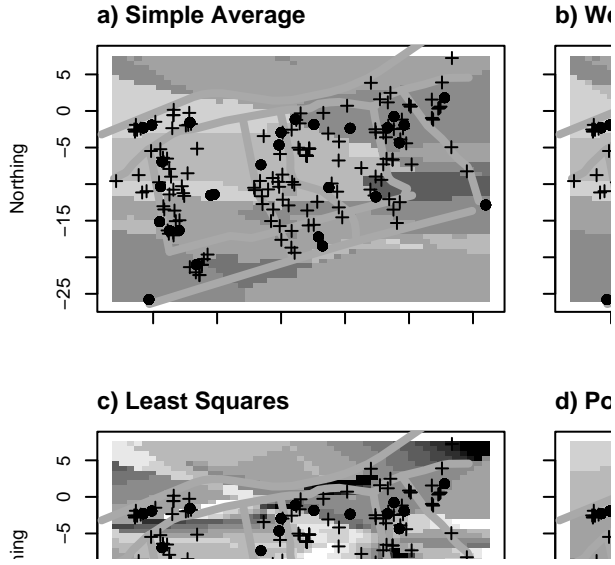 a) Simple Average
b) We
5
0
−5
−15
−25
Northing
c) Least Squares
d) Po
5
0
−5
hing